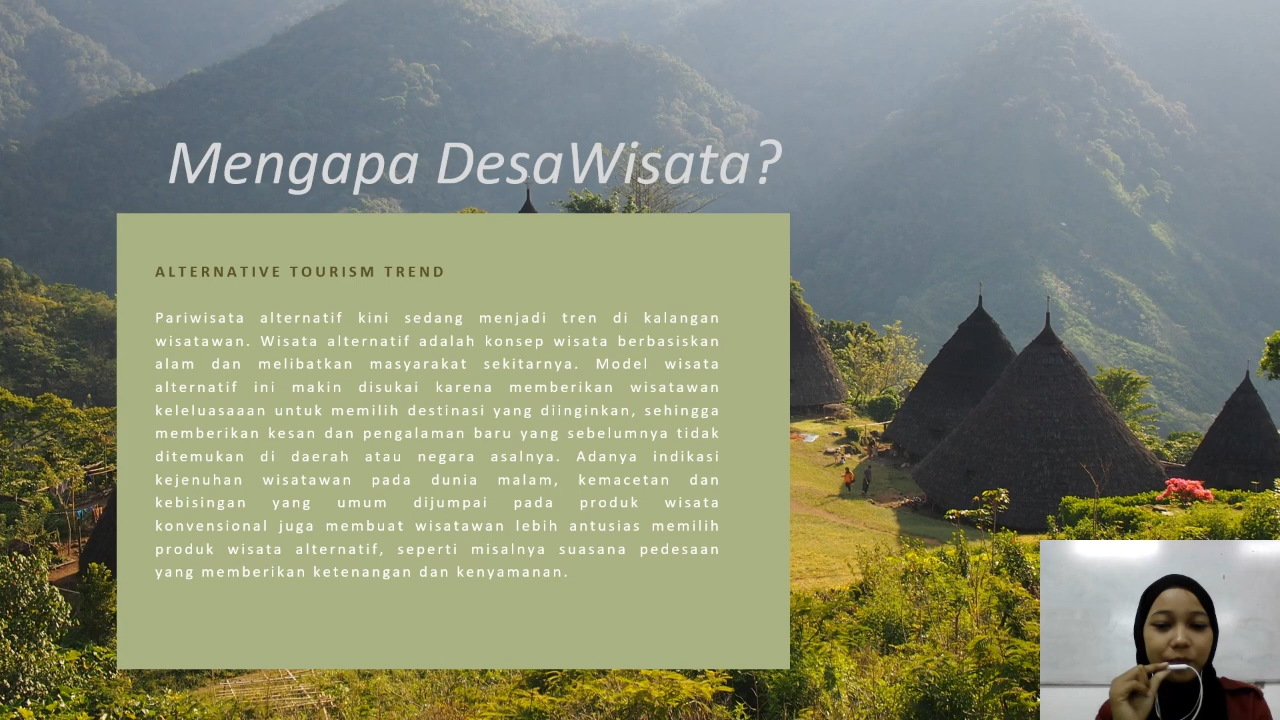 Mengapa DesaWisata?
ALTERNATIVE TOURISM TREND
Pariwisata alternatif kini sedang menjadi tren di kalangan
wisatawan. Wisata alternatif adalah konsep wisata berbasiskan
alam dan melibatkan masyarakat sekitarnya. Model wisata
alternatif ini makin disukai karena memberikan wisatawan
keleluasaaan untuk memilih destinasi yang diinginkan, sehingga
memberikan kesan dan pengalaman baru yang sebelumnya tidak
ditemukan di daerah atau negara asalnya. Adanya indikasi
kejenuhan wisatawan pada dunia malam, kemacetan dan
kebisingan yang umum dijumpai pada produk wisata
konvensional juga membuat wisatawan lebih antusias memilih
produk wisata alternatif, seperti misalnya suasana pedesaan
yang memberikan ketenangan dan kenyamanan.